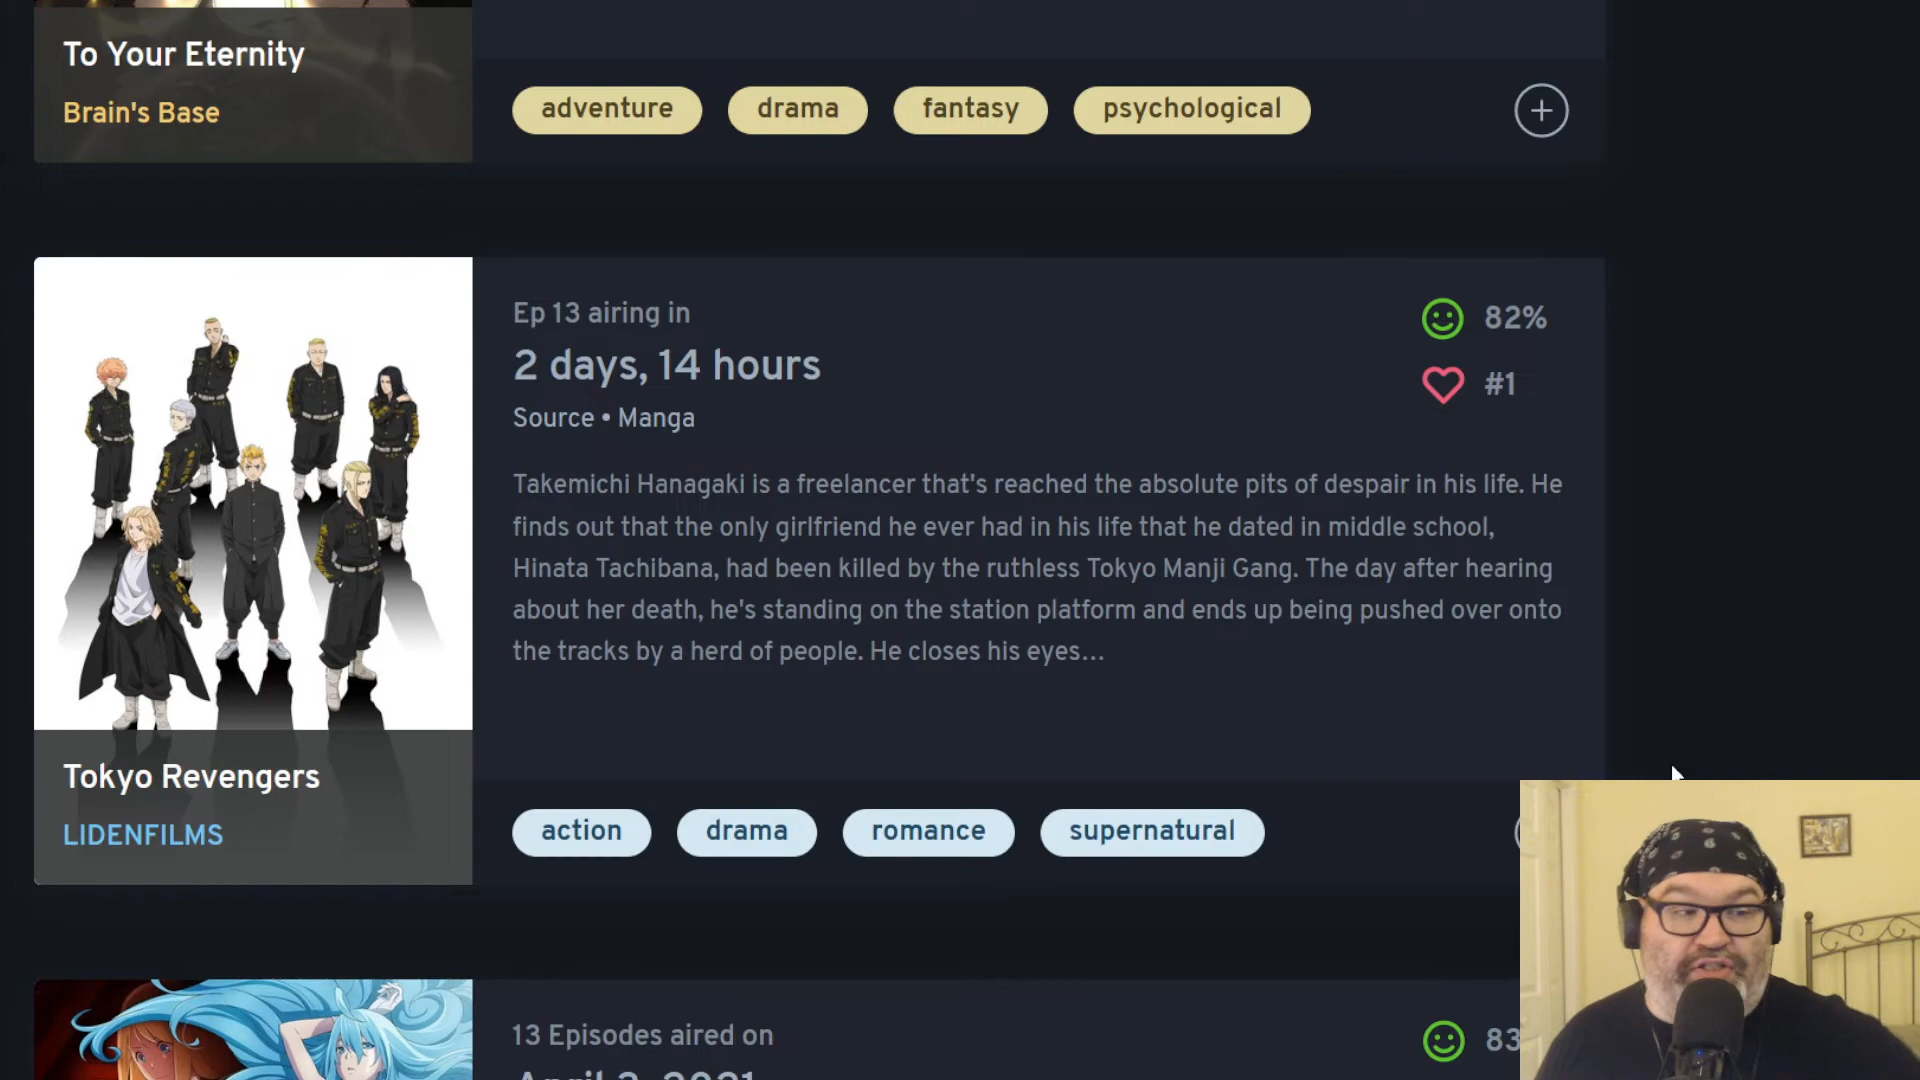 To Your Eternity
Brain's Base
adventure
drama
fantasy
psychological
Ep 13 airing in
2 days, 14 hours
Source • Manga
82%
#1
Takemichi Hanagaki is a freelancer that's reached the absolute pits of despair in his life. He
finds out that the only girlfriend he ever had in his life that he dated in middle school,
Hinata Tachibana, had been killed by the ruthless Tokyo Manji Gang. The day after hearing
about her death, he's standing on the station platform and ends up being pushed over onto
the tracks by a herd of people. He closes his eyes...
Tokyo Revengers
LIDENFILMS
action
drama
romance
supernatural
13 Episodes aired on
April 3, 2021
83